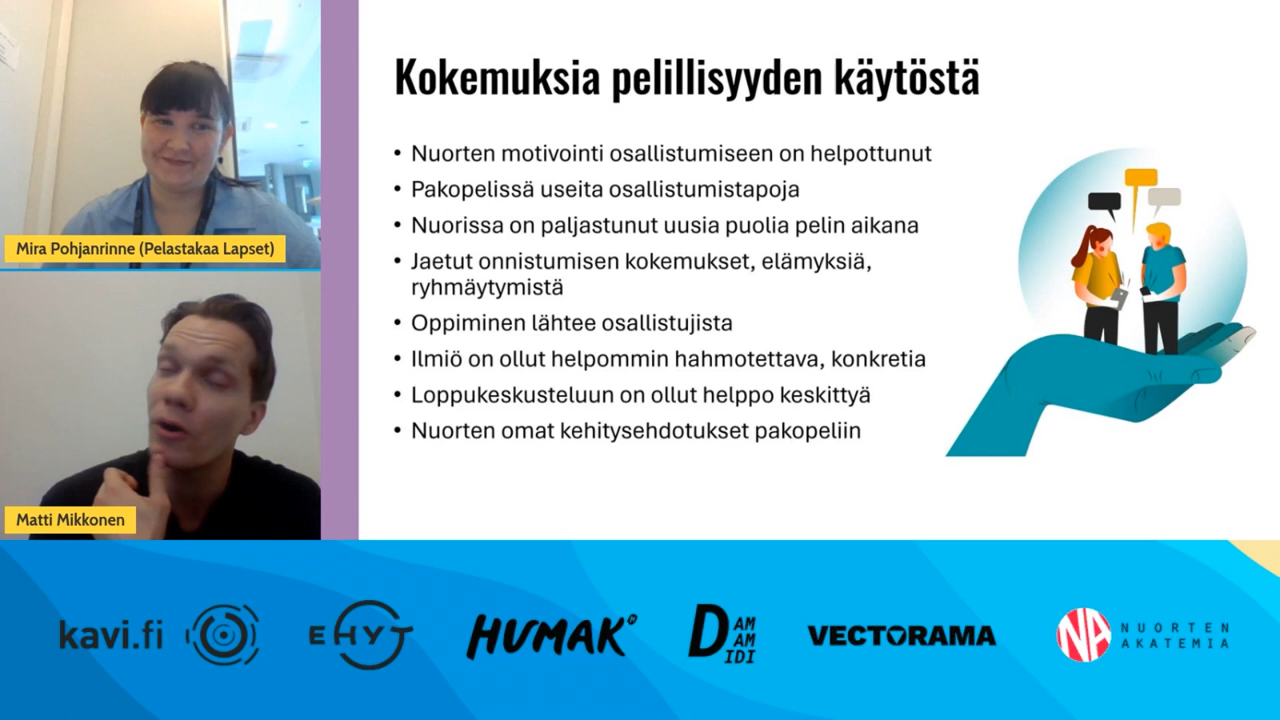 Mira Pohjanrinne (Pelastakaa Lapset)
Matti Mikkonen
Kokemuksia pelillisyyden käytöstä
• Nuorten motivointi osallistumiseen on helpottunut
• Pakopelissä useita osallistumistapoja
• Nuorissa on paljastunut uusia puolia pelin aikana
• Jaetut onnistumisen kokemukset, elämyksiä,
ryhmäytymistä
• Oppiminen lähtee osallistujista
• Ilmiö on ollut helpommin hahmotettava, konkretia
• Loppukeskusteluun on ollut helppo keskittyä
• Nuorten omat kehitysehdotukset pakopeliin
kavi.fi
EHYT
HUMAK
DAM
AM
IDI
VECTORAMA
NA NUORTEN
AKATEMIA